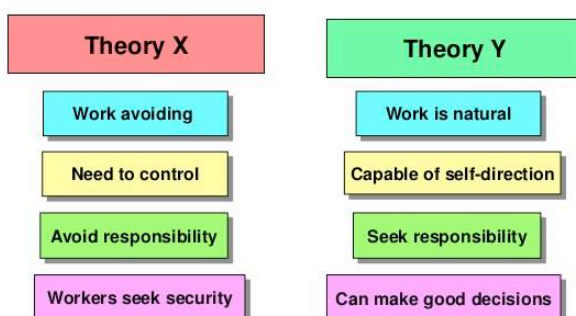 Theory X
Work avoiding
Need to control
Avoid responsibility
Workers seek security
Theory Y
Work is natural
Capable of self-direction
Seek responsibility
Can make good decisions